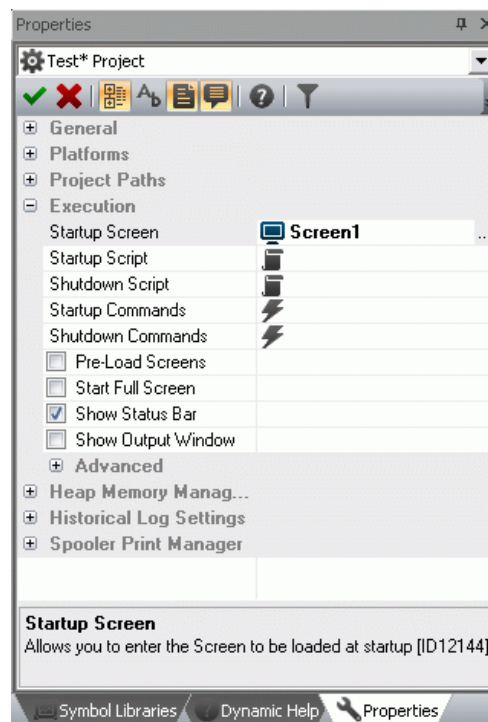 Properties
Test* Project
Ab
General
Platforms
Project Paths
Execution
Startup Screen Screen1 ..
Startup Script
Shutdown Script
Startup Commands
Shutdown Commands
Pre-Load Screens
Start Full Screen
Show Status Bar
Show Output Window
Advanced
Heap Memory Manag...
Historical Log Settings
Spooler Print Manager
Startup Screen
Allows you to enter the Screen to be loaded at startup [ID12144]
Symbol Libraries Dynamic Help Properties